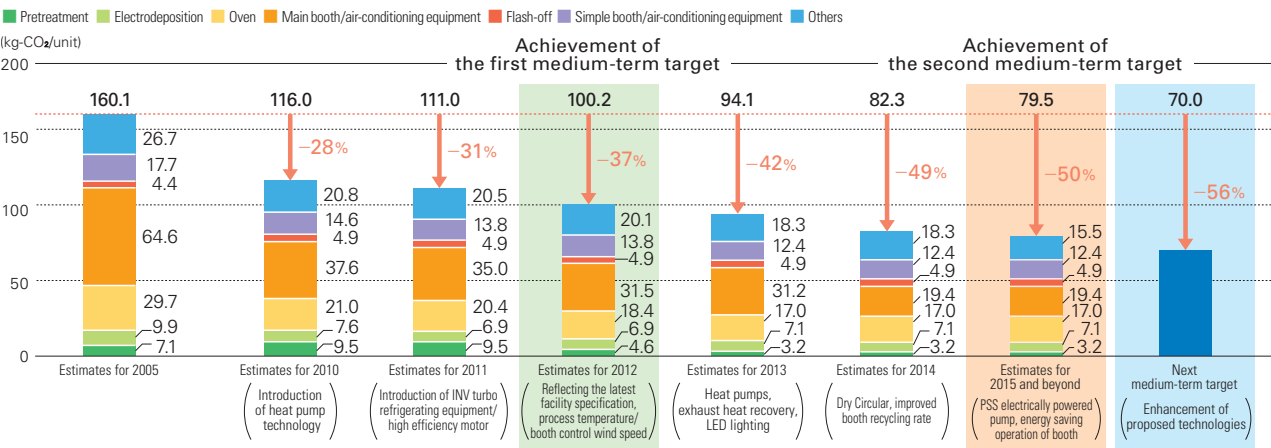 Pretreatment Electrodeposition Oven Main booth/air-conditioning equipment Flash-off Simple booth/air-conditioning equipment Others
(kg-CO₂/unit)
Achievement of
the first medium-term target
Achievement of
the second medium-term target
200
150
100
50
0
160.1
26.7
17.7
4.4
64.6
29.7
9.9
7.1
Estimates for 2005
116.0
−28%
20.8
14.6
4.9
37.6
21.0
7.6
9.5
Estimates for 2010
(Introduction
of heat pump
technology)
111.0
−31%
20.5
13.8
4.9
35.0
20.4
6.9
9.5
Estimates for 2011
(Introduction of INV turbo
refrigerating equipment/
high efficiency motor)
100.2
−37%
20.1
13.8
4.9
31.5
18.4
6.9
4.6
Estimates for 2012
(Reflecting the latest
facility specification,
process temperature/
booth control wind speed)
94.1
−42%
18.3
12.4
4.9
31.2
17.0
7.1
3.2
Estimates for 2013
(Heat pumps,
exhaust heat recovery,
LED lighting)
82.3
−49%
18.3
12.4
4.9
19.4
17.0
7.1
3.2
Estimates for 2014
(Dry Circular, improved
booth recycling rate)
79.5
−50%
15.5
12.4
4.9
19.4
17.0
7.1
3.2
Estimates for
2015 and beyond
(PSS electrically powered
pump, energy saving
operation of booth)
70.0
−56%
Next
medium-term target
(Enhancement of
proposed technologies)